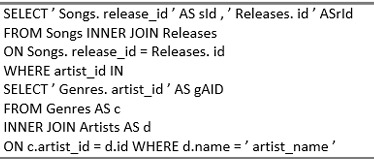 SELECT ’ Songs. release_id ’ AS sId , ’ Releases. id ’ ASrId
FROM Songs INNER JOIN Releases
ON Songs. release_id = Releases. id
WHERE artist_id IN
SELECT ’ Genres. artist_id ’ AS gAID
FROM Genres AS c
INNER JOIN Artists AS d
ON c.artist_id = d.id WHERE d.name = ’ artist_name ’